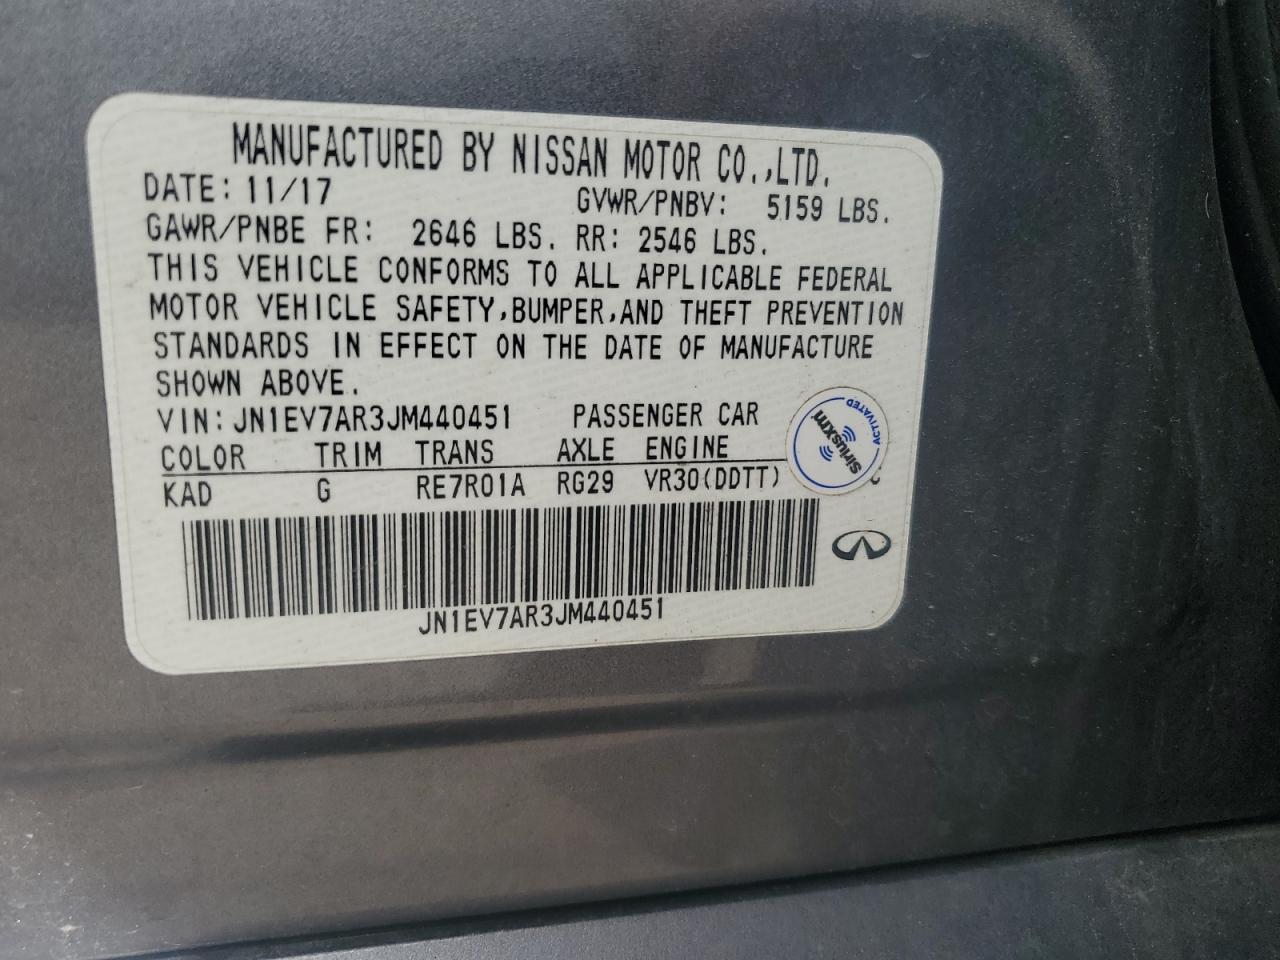 MANUFACTURED BY NISSAN MOTOR CO.,LTD.
DATE: 11/17 GVWR/PNBV: 5159 LBS.
GAWR/PNBE FR: 2646 LBS. RR: 2546 LBS.
THIS VEHICLE CONFORMS TO ALL APPLICABLE FEDERAL
MOTOR VEHICLE SAFETY,BUMPER,AND THEFT PREVENTION
STANDARDS IN EFFECT ON THE DATE OF MANUFACTURE
SHOWN ABOVE.
VIN:JN1EV7AR3JM440451 PASSENGER CAR
COLOR TRIM TRANS AXLE ENGINE
KAD G RE7R01A RG29 VR30(DDTT)
ACTIVATED
SiriusXM
JN1EV7AR3JM440451